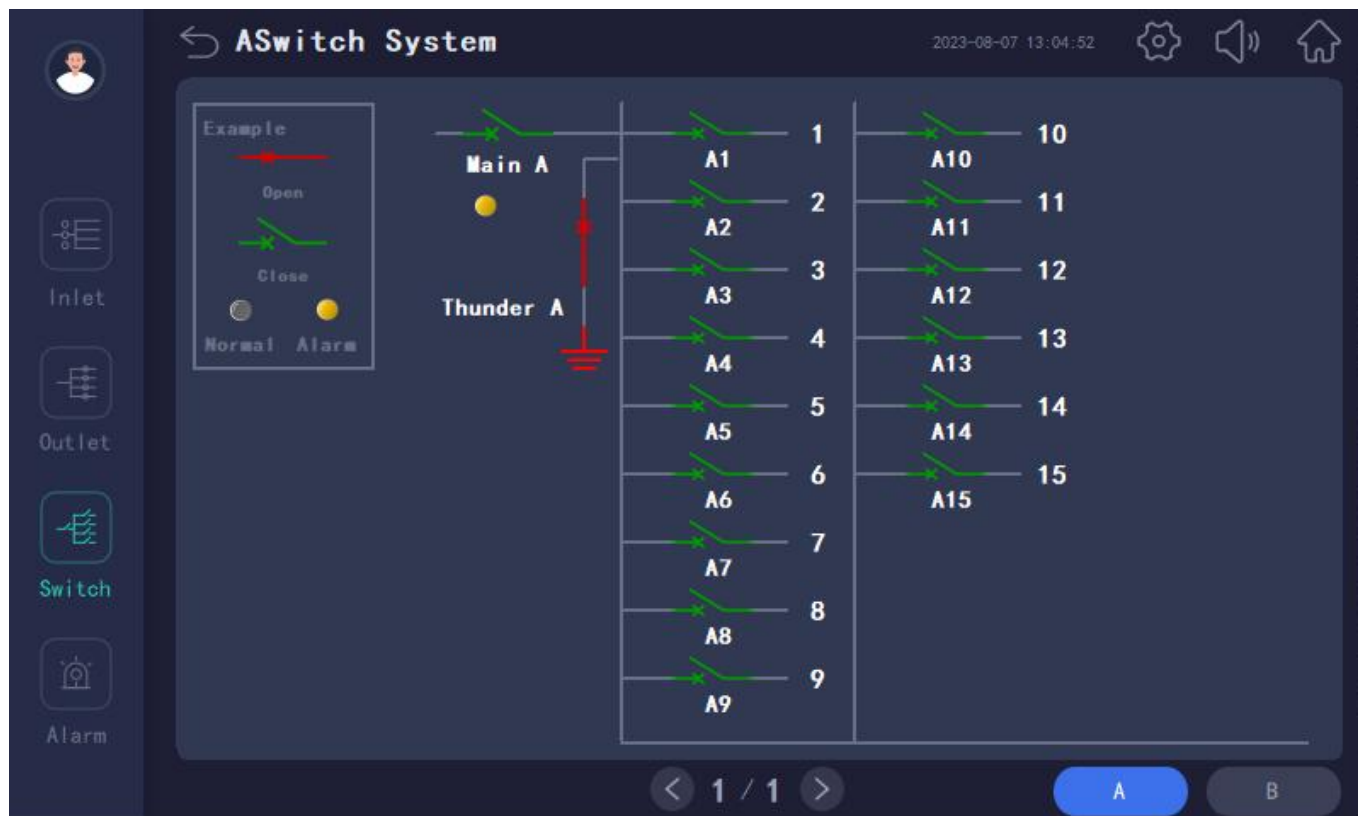 ASwitch System
2023-08-07 13:04:52
Inlet
Outlet
Switch
Alarm
Example
Open
Close
Normal Alarm
Main A
Thunder A
1
A1
2
A2
3
A3
4
A4
5
A5
6
A6
7
A7
8
A8
9
A9
10
A10
11
A11
12
A12
13
A13
14
A14
15
A15
1 / 1
A
B